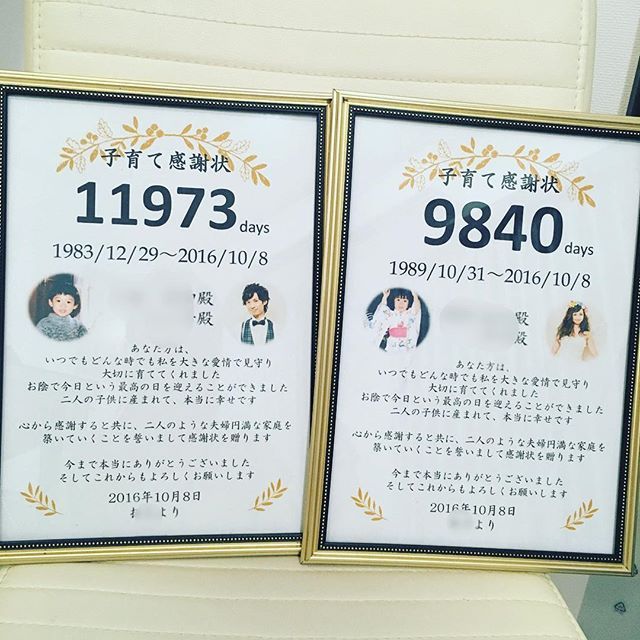 子育て感謝状
11973 days
1983/12/29～2016/10/8
殿
殿
あなた方は、
いつでもどんな時でも私を大きな愛情で見守り
大切に育ててくれました
お陰で今日という最高の日を迎えることができました
二人の子供に産まれて、本当に幸せです
心から感謝すると共に、二人のような夫婦円満な家庭を
築いていくことを誓いまして感謝状を贈ります
今まで本当にありがとうございました
そしてこれからもよろしくお願いします
2016年10月8日
より
子育て感謝状
9840 days
1989/10/31～2016/10/8
殿
殿
あなた方は、
いつでもどんな時でも私を大きな愛情で見守り
大切に育ててくれました
お陰で今日という最高の日を迎えることができました
二人の子供に産まれて、本当に幸せです
心から感謝すると共に、二人のような夫婦円満な家庭を
築いていくことを誓いまして感謝状を贈ります
今まで本当にありがとうございました
そしてこれからもよろしくお願いします
2016年10月8日
より